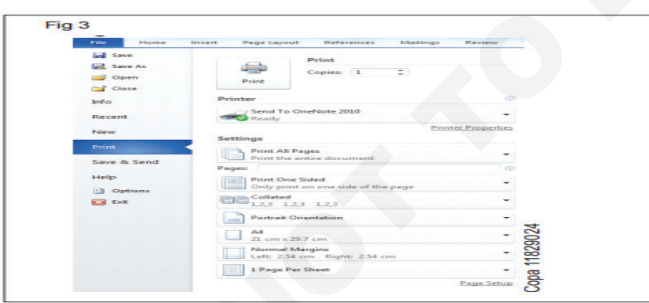 Fig 3
File Home Insert Page Layout References Mailings Review
Save
Save As
Open
Close
Info
Recent
New
Print
Save & Send
Help
Options
Exit
Print
Print
Copies: 1
Printer
Send To OneNote 2010
Ready
Printer Properties
Settings
Print All Pages
Print the entire document
Pages:
Print One Sided
Only print on one side of the page
Collated
1,2,3 1,2,3 1,2,3
Portrait Orientation
A4
21 cm x 29.7 cm
Normal Margins
Left: 2.54 cm Right: 2.54 cm
1 Page Per Sheet
Page Setup
Copa 11829024